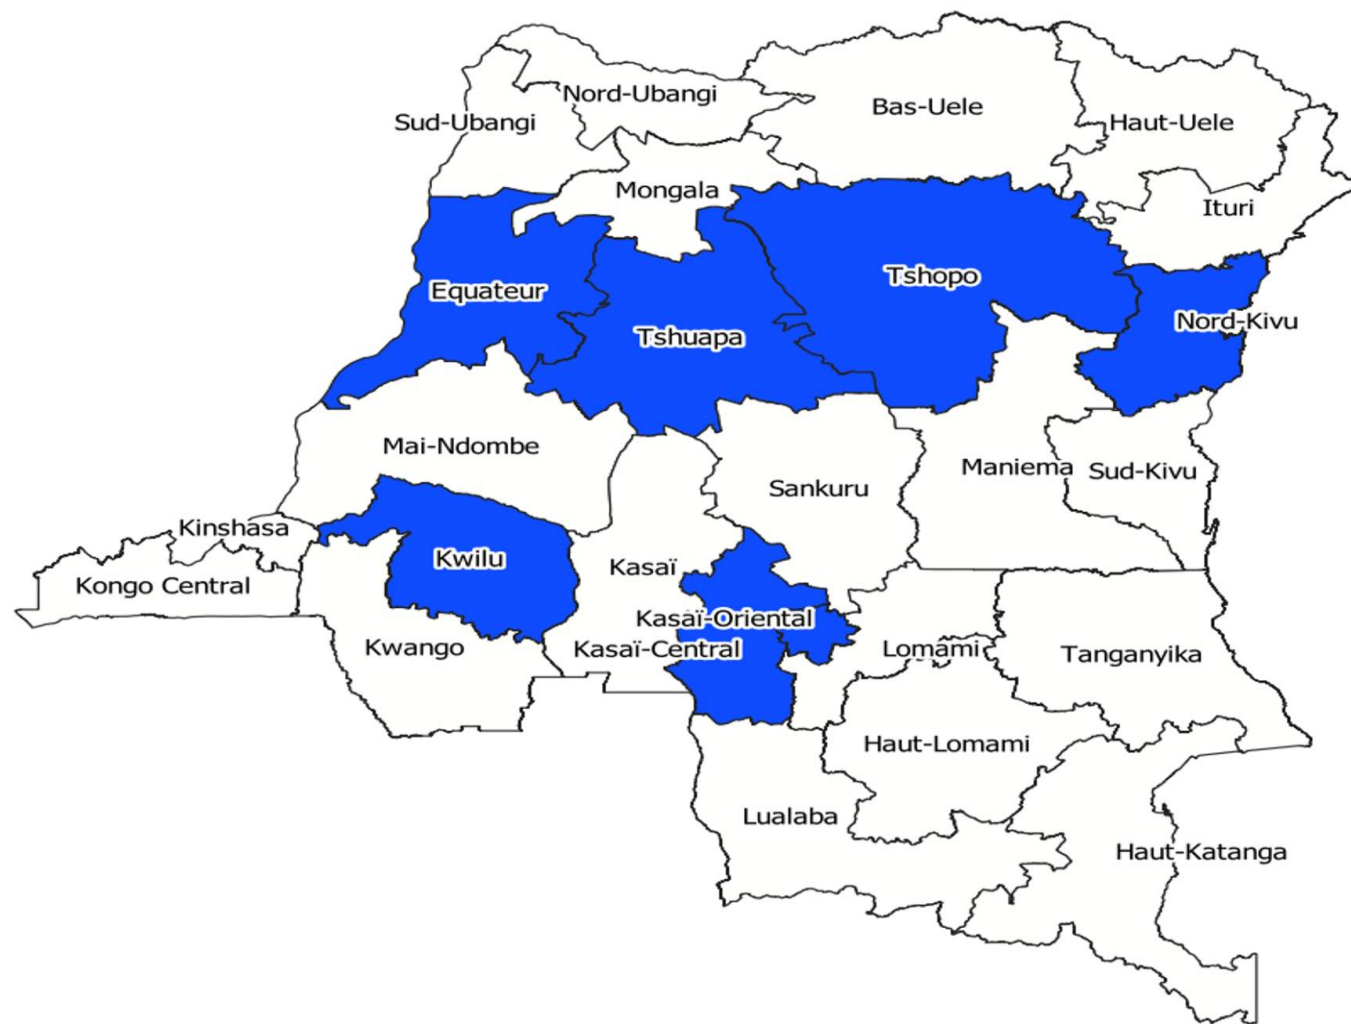 Nord-Ubangi
Bas-Uele
Sud-Ubangi
Haut-Uele
Mongala
Ituri
Tshopo
Equateur
Nord-Kivu
Tshuapa
Mai-Ndombe
Maniema
Sud-Kivu
Sankuru
Kinshasa
Kwilu
Kasaï
Kongo Central
Kasaï-Oriental
Kwango
Kasaï-Central
Lomami
Tanganyika
Haut-Lomami
Lualaba
Haut-Katanga